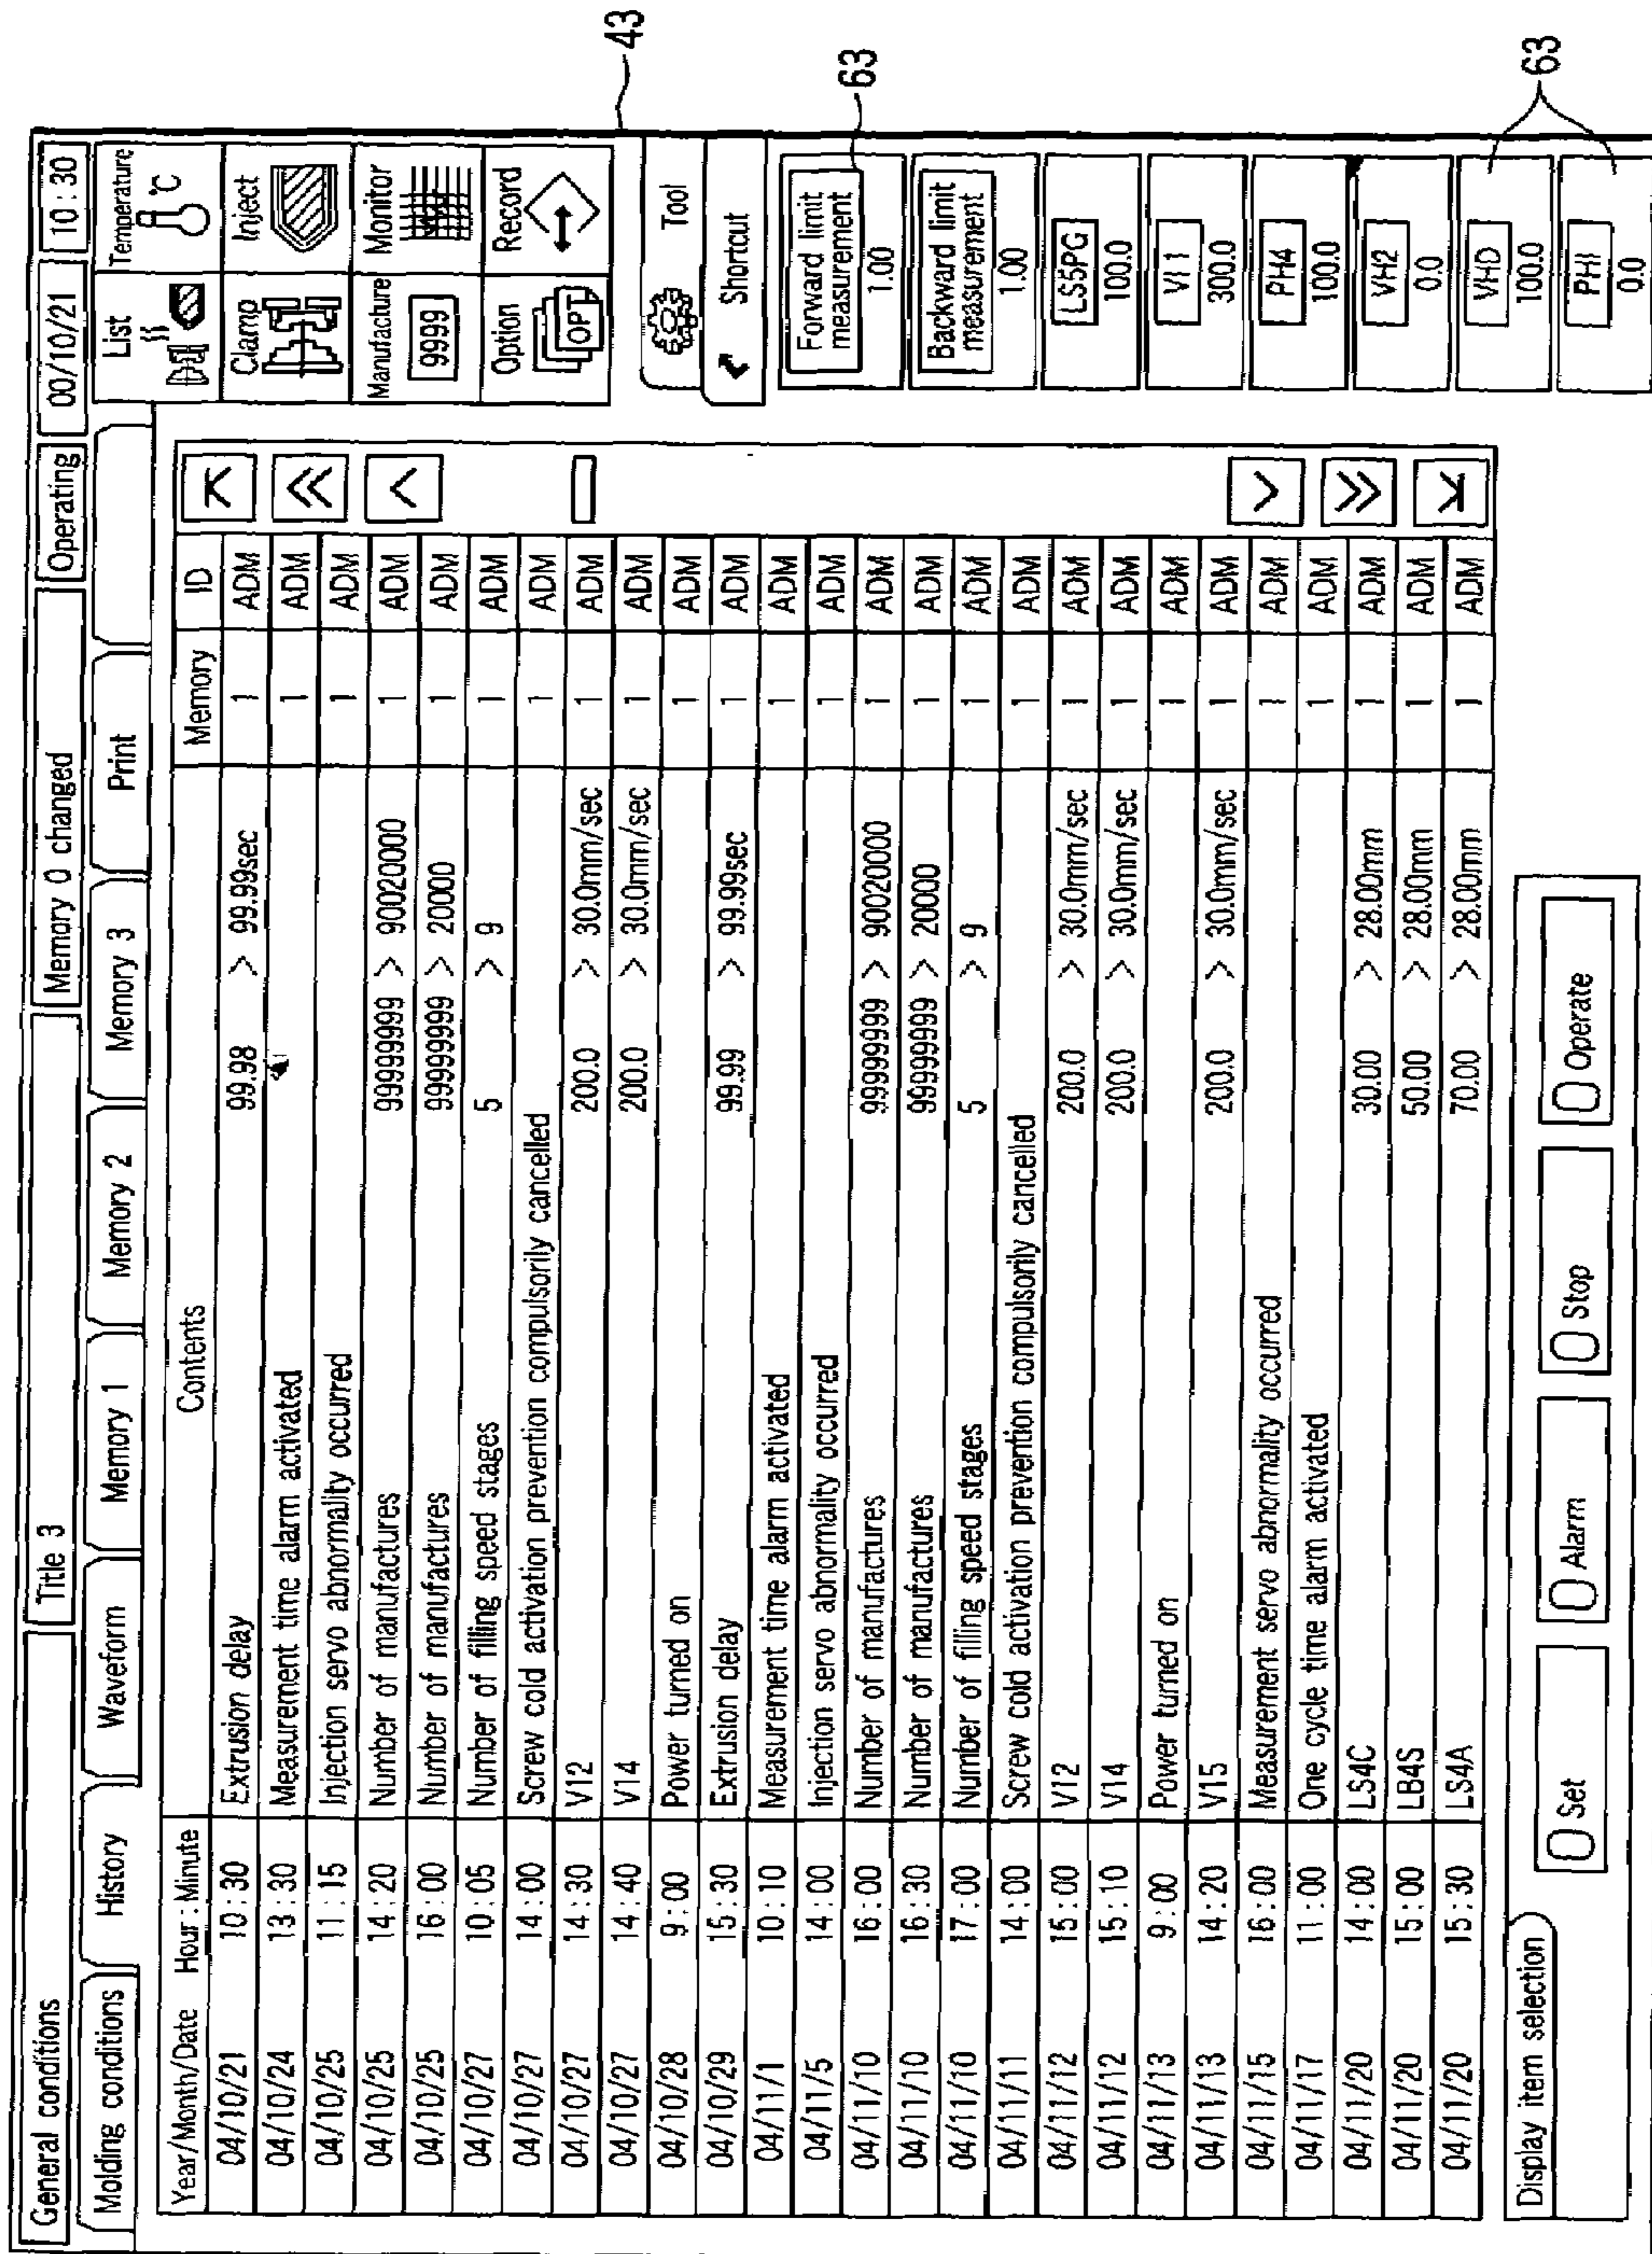 General conditions Title 3 Memory 0 changed Operating 00/10/21 10:30
Molding conditions History Waveform Memory 1 Memory 2 Memory 3 Print
Year/Month/Date Hour:Minute Contents Memory ID
04/10/21 10:30 Extrusion delay 99.98 > 99.99sec 1 ADM
04/10/24 13:30 Measurement time alarm activated 1 ADM
04/10/25 11:15 Injection servo abnormality occurred 1 ADM
04/10/25 14:20 Number of manufactures 99999999 > 90020000 1 ADM
04/10/25 16:00 Number of manufactures 99999999 > 20000 1 ADM
04/10/27 10:05 Number of filling speed stages 5 > 9 1 ADM
04/10/27 14:00 Screw cold activation prevention compulsorily cancelled 1 ADM
04/10/27 14:30 V12 200.0 > 30.0mm/sec 1 ADM
04/10/27 14:40 V14 200.0 > 30.0mm/sec 1 ADM
04/10/28 9:00 Power turned on 1 ADM
04/10/29 15:30 Extrusion delay 99.99 > 99.99sec 1 ADM
04/11/1 10:10 Measurement time alarm activated 1 ADM
04/11/5 14:00 Injection servo abnormality occurred 1 ADM
04/11/10 16:00 Number of manufactures 99999999 > 90020000 1 ADM
04/11/10 16:30 Number of manufactures 99999999 > 20000 1 ADM
04/11/10 17:00 Number of filling speed stages 5 > 9 1 ADM
04/11/11 14:00 Screw cold activation prevention compulsorily cancelled 1 ADM
04/11/12 15:00 V12 200.0 > 30.0mm/sec 1 ADM
04/11/12 15:10 V14 200.0 > 30.0mm/sec 1 ADM
04/11/13 9:00 Power turned on 1 ADM
04/11/13 14:20 V15 200.0 > 30.0mm/sec 1 ADM
04/11/15 16:00 Measurement servo abnormality occurred 1 ADM
04/11/17 11:00 One cycle time alarm activated 1 ADM
04/11/20 14:00 LS4C 30.00 > 28.00mm 1 ADM
04/11/20 15:00 LB4S 50.00 > 28.00mm 1 ADM
04/11/20 15:30 LS4A 70.00 > 28.00mm 1 ADM
Display item selection
Set Alarm Stop Operate
List Temperature
°C
Clamp Inject
Manufacture Monitor
9999
Option Record
OPT
43
Tool
Shortcut
63
Forward limit
measurement
1.00
Backward limit
measurement
1.00
LS5PG
100.0
VI 1
300.0
PH4
100.0
VH2
0.0
VHD
100.0
63
PHI
0.0